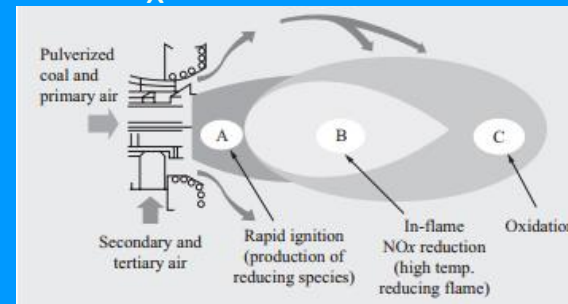 Pulverized
coal and
primary air
A
B
C
Secondary and
tertiary air
Rapid ignition
(production of
reducing species)
In-flame
NOx reduction
(high temp.
reducing flame)
Oxidation